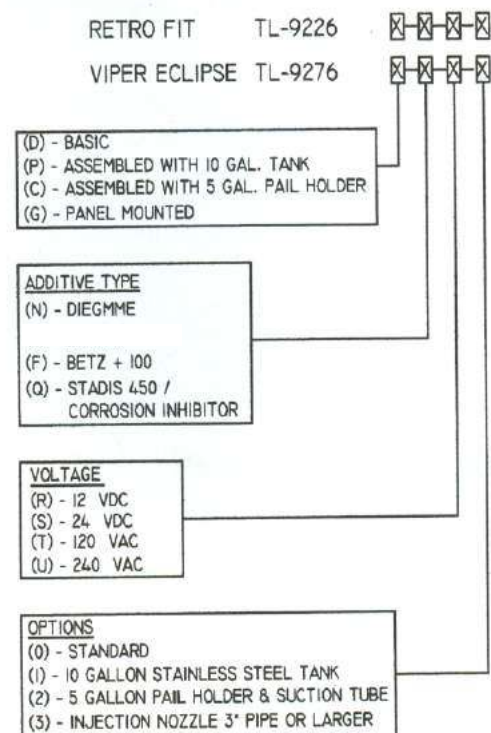 RETRO FIT TL-9226 X-X-X-X
VIPER ECLIPSE TL-9276 X-X-X-X
(D) - BASIC
(P) - ASSEMBLED WITH 10 GAL. TANK
(C) - ASSEMBLED WITH 5 GAL. PAIL HOLDER
(G) - PANEL MOUNTED
ADDITIVE TYPE
(N) - DIEGMME
(F) - BETZ + 100
(Q) - STADIS 450 /
CORROSION INHIBITOR
VOLTAGE
(R) - 12 VDC
(S) - 24 VDC
(T) - 120 VAC
(U) - 240 VAC
OPTIONS
(0) - STANDARD
(1) - 10 GALLON STAINLESS STEEL TANK
(2) - 5 GALLON PAIL HOLDER & SUCTION TUBE
(3) - INJECTION NOZZLE 3" PIPE OR LARGER